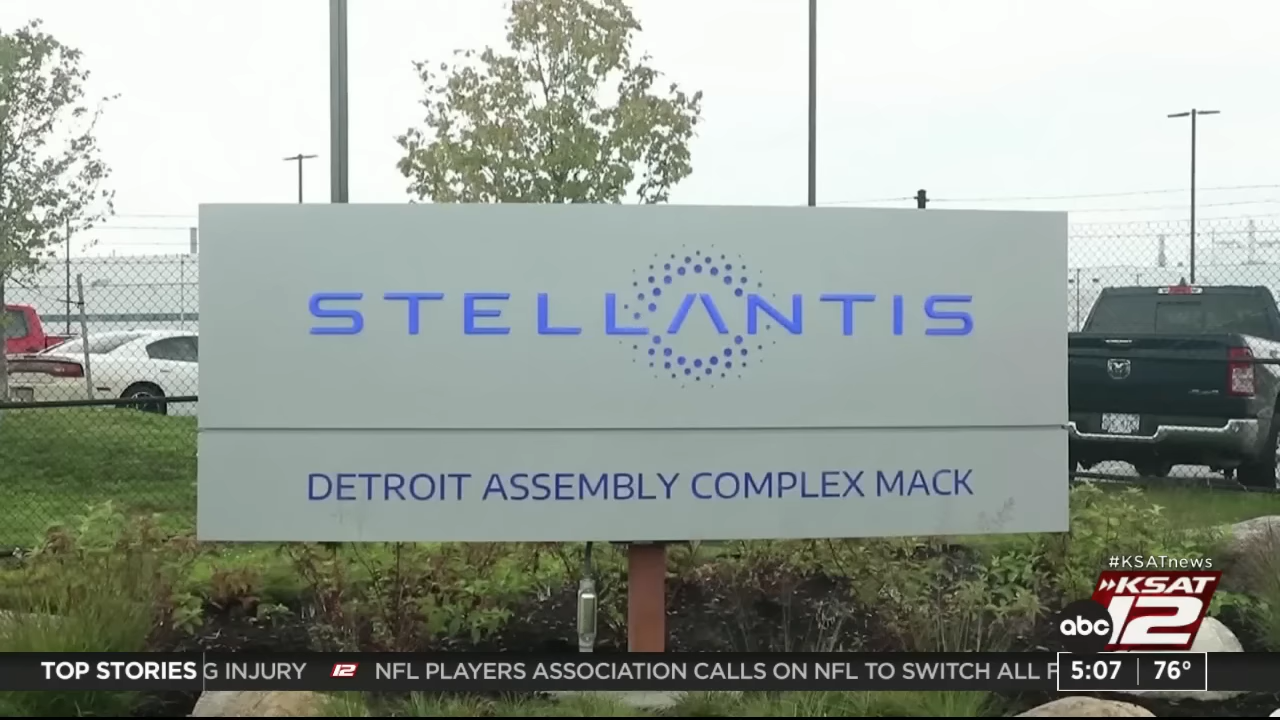 STELLANTIS
DETROIT ASSEMBLY COMPLEX MACK
#KSATnews
KSAT
abc 12
TOP STORIES G INJURY 12 NFL PLAYERS ASSOCIATION CALLS ON NFL TO SWITCH ALL 5:07 76°